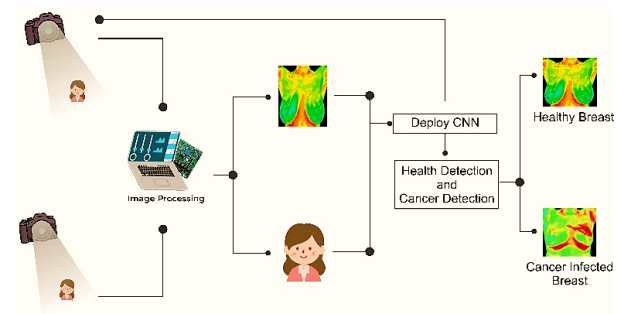 Image Processing
Deploy CNN
Health Detection
and
Cancer Detection
Healthy Breast
Cancer Infected
Breast